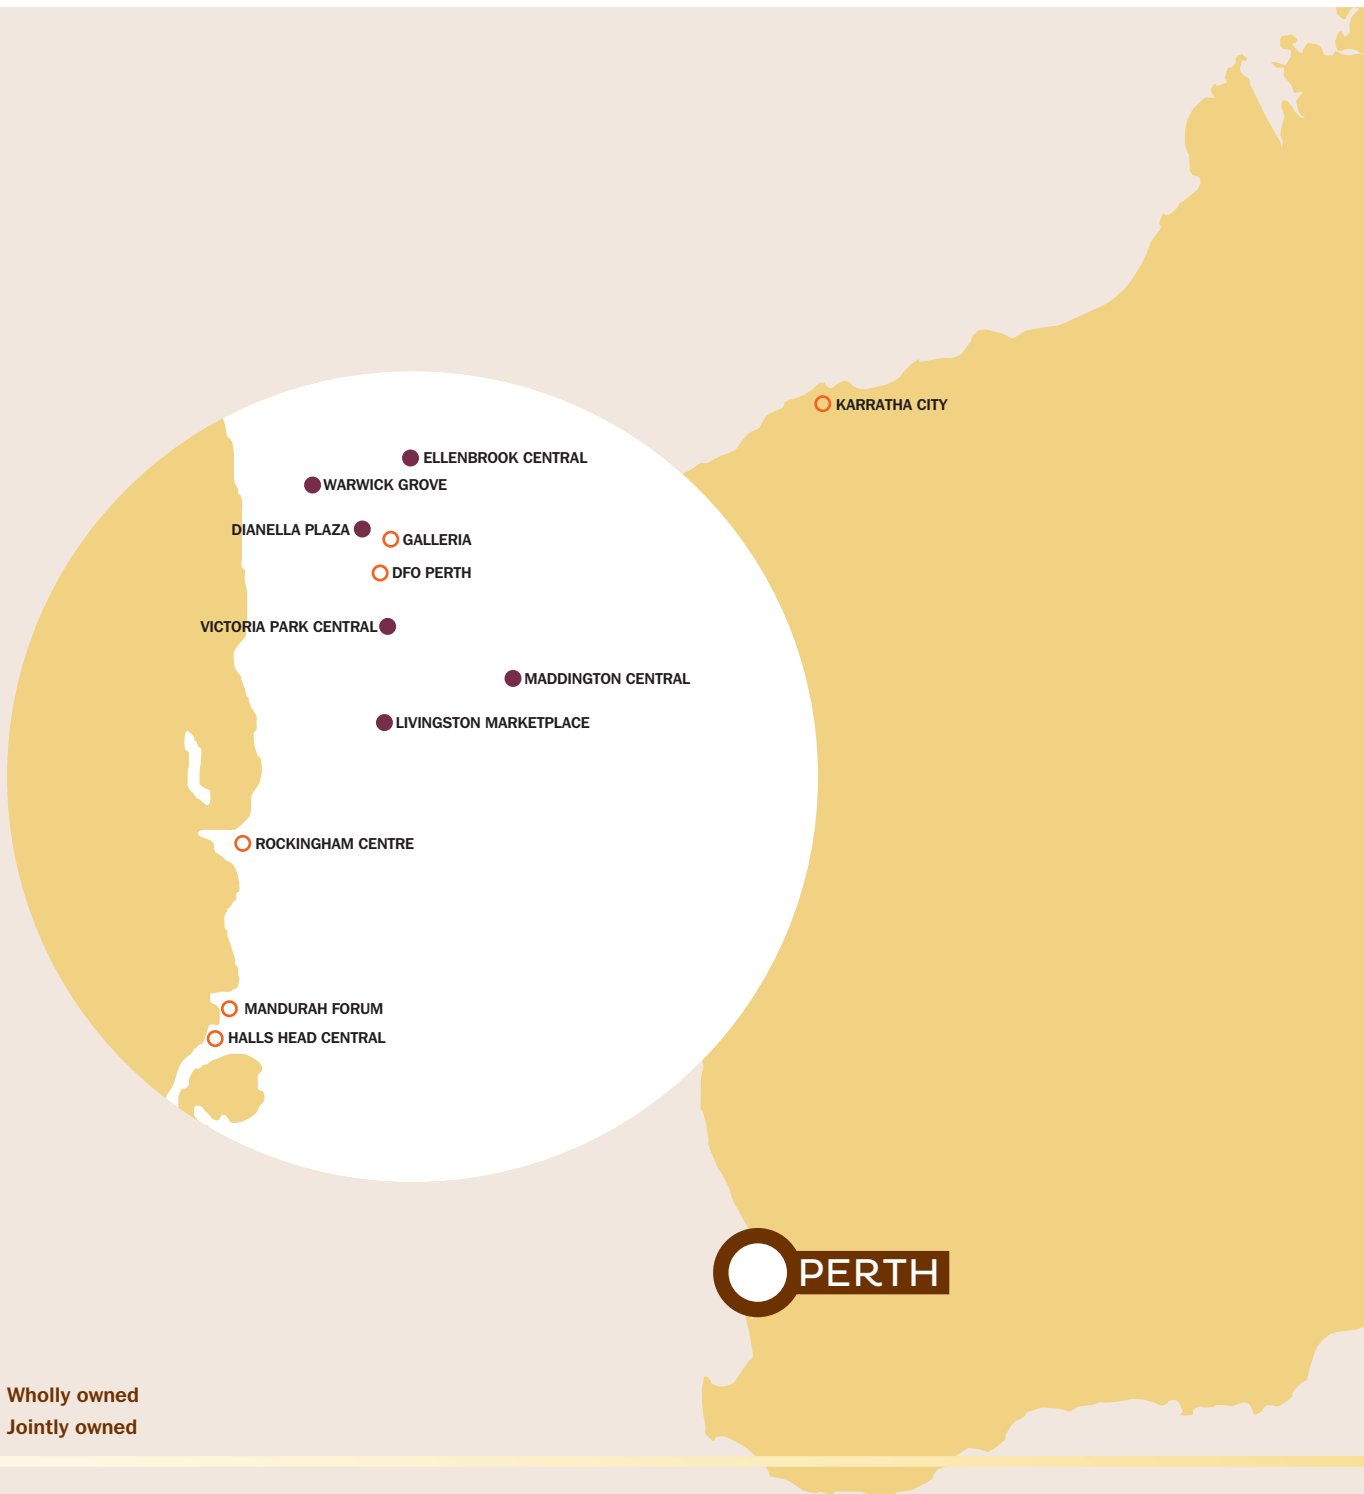 KARRATHA CITY
ELLENBROOK CENTRAL
WARWICK GROVE
DIANELLA PLAZA
GALLERIA
DFO PERTH
VICTORIA PARK CENTRAL
MADDINGTON CENTRAL
LIVINGSTON MARKETPLACE
ROCKINGHAM CENTRE
MANDURAH FORUM
HALLS HEAD CENTRAL
PERTH
Wholly owned
Jointly owned